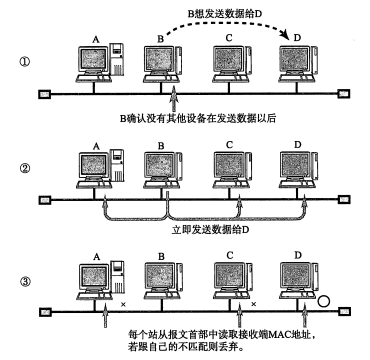 B想发送数据给D
A B C D
①
B确认没有其他设备在发送数据以后
A B C D
②
立即发送数据给D
A B C D
③
× ×
每个站从报文首部中读取接收端MAC地址，
若跟自己的不匹配则丢弃。